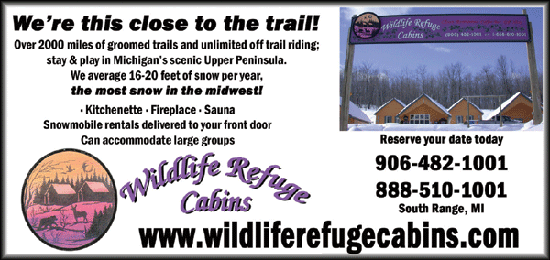 We're this close to the trail!
Over 2000 miles of groomed trails and unlimited off trail riding;
stay & play in Michigan's scenic Upper Peninsula.
We average 16-20 feet of snow per year,
the most snow in the midwest!
· Kitchenette · Fireplace · Sauna
Snowmobile rentals delivered to your front door
Can accommodate large groups
Wildlife Refuge
Cabins
Wildlife Refuge
Cabins
Reserve your date today
906-482-1001
888-510-1001
South Range, MI
www.wildliferefugecabins.com